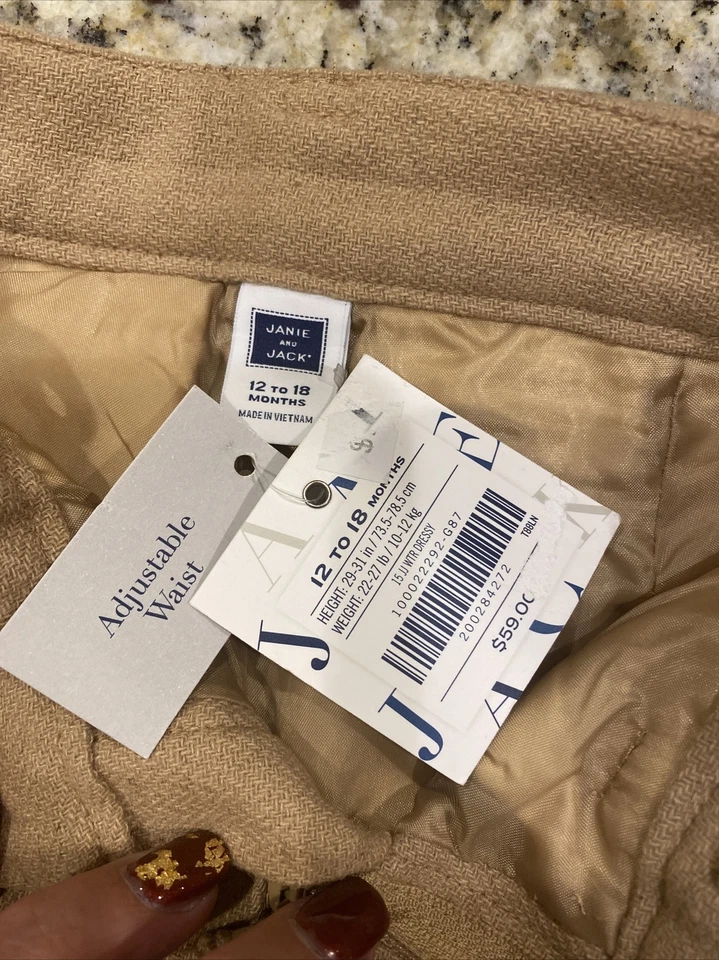 JANIE
AND
JACK
12 TO 18
MONTHS
MADE IN VIETNAM
Adjustable
Waist
12 TO 18 MONTHS
HEIGHT: 29-31 in / 73.5-78.5 cm
WEIGHT: 22-27 lb / 10-12 kg
15 JJ WTR DRESSY
100022292-G87
200284272
TBBLN
$59.00
J
J